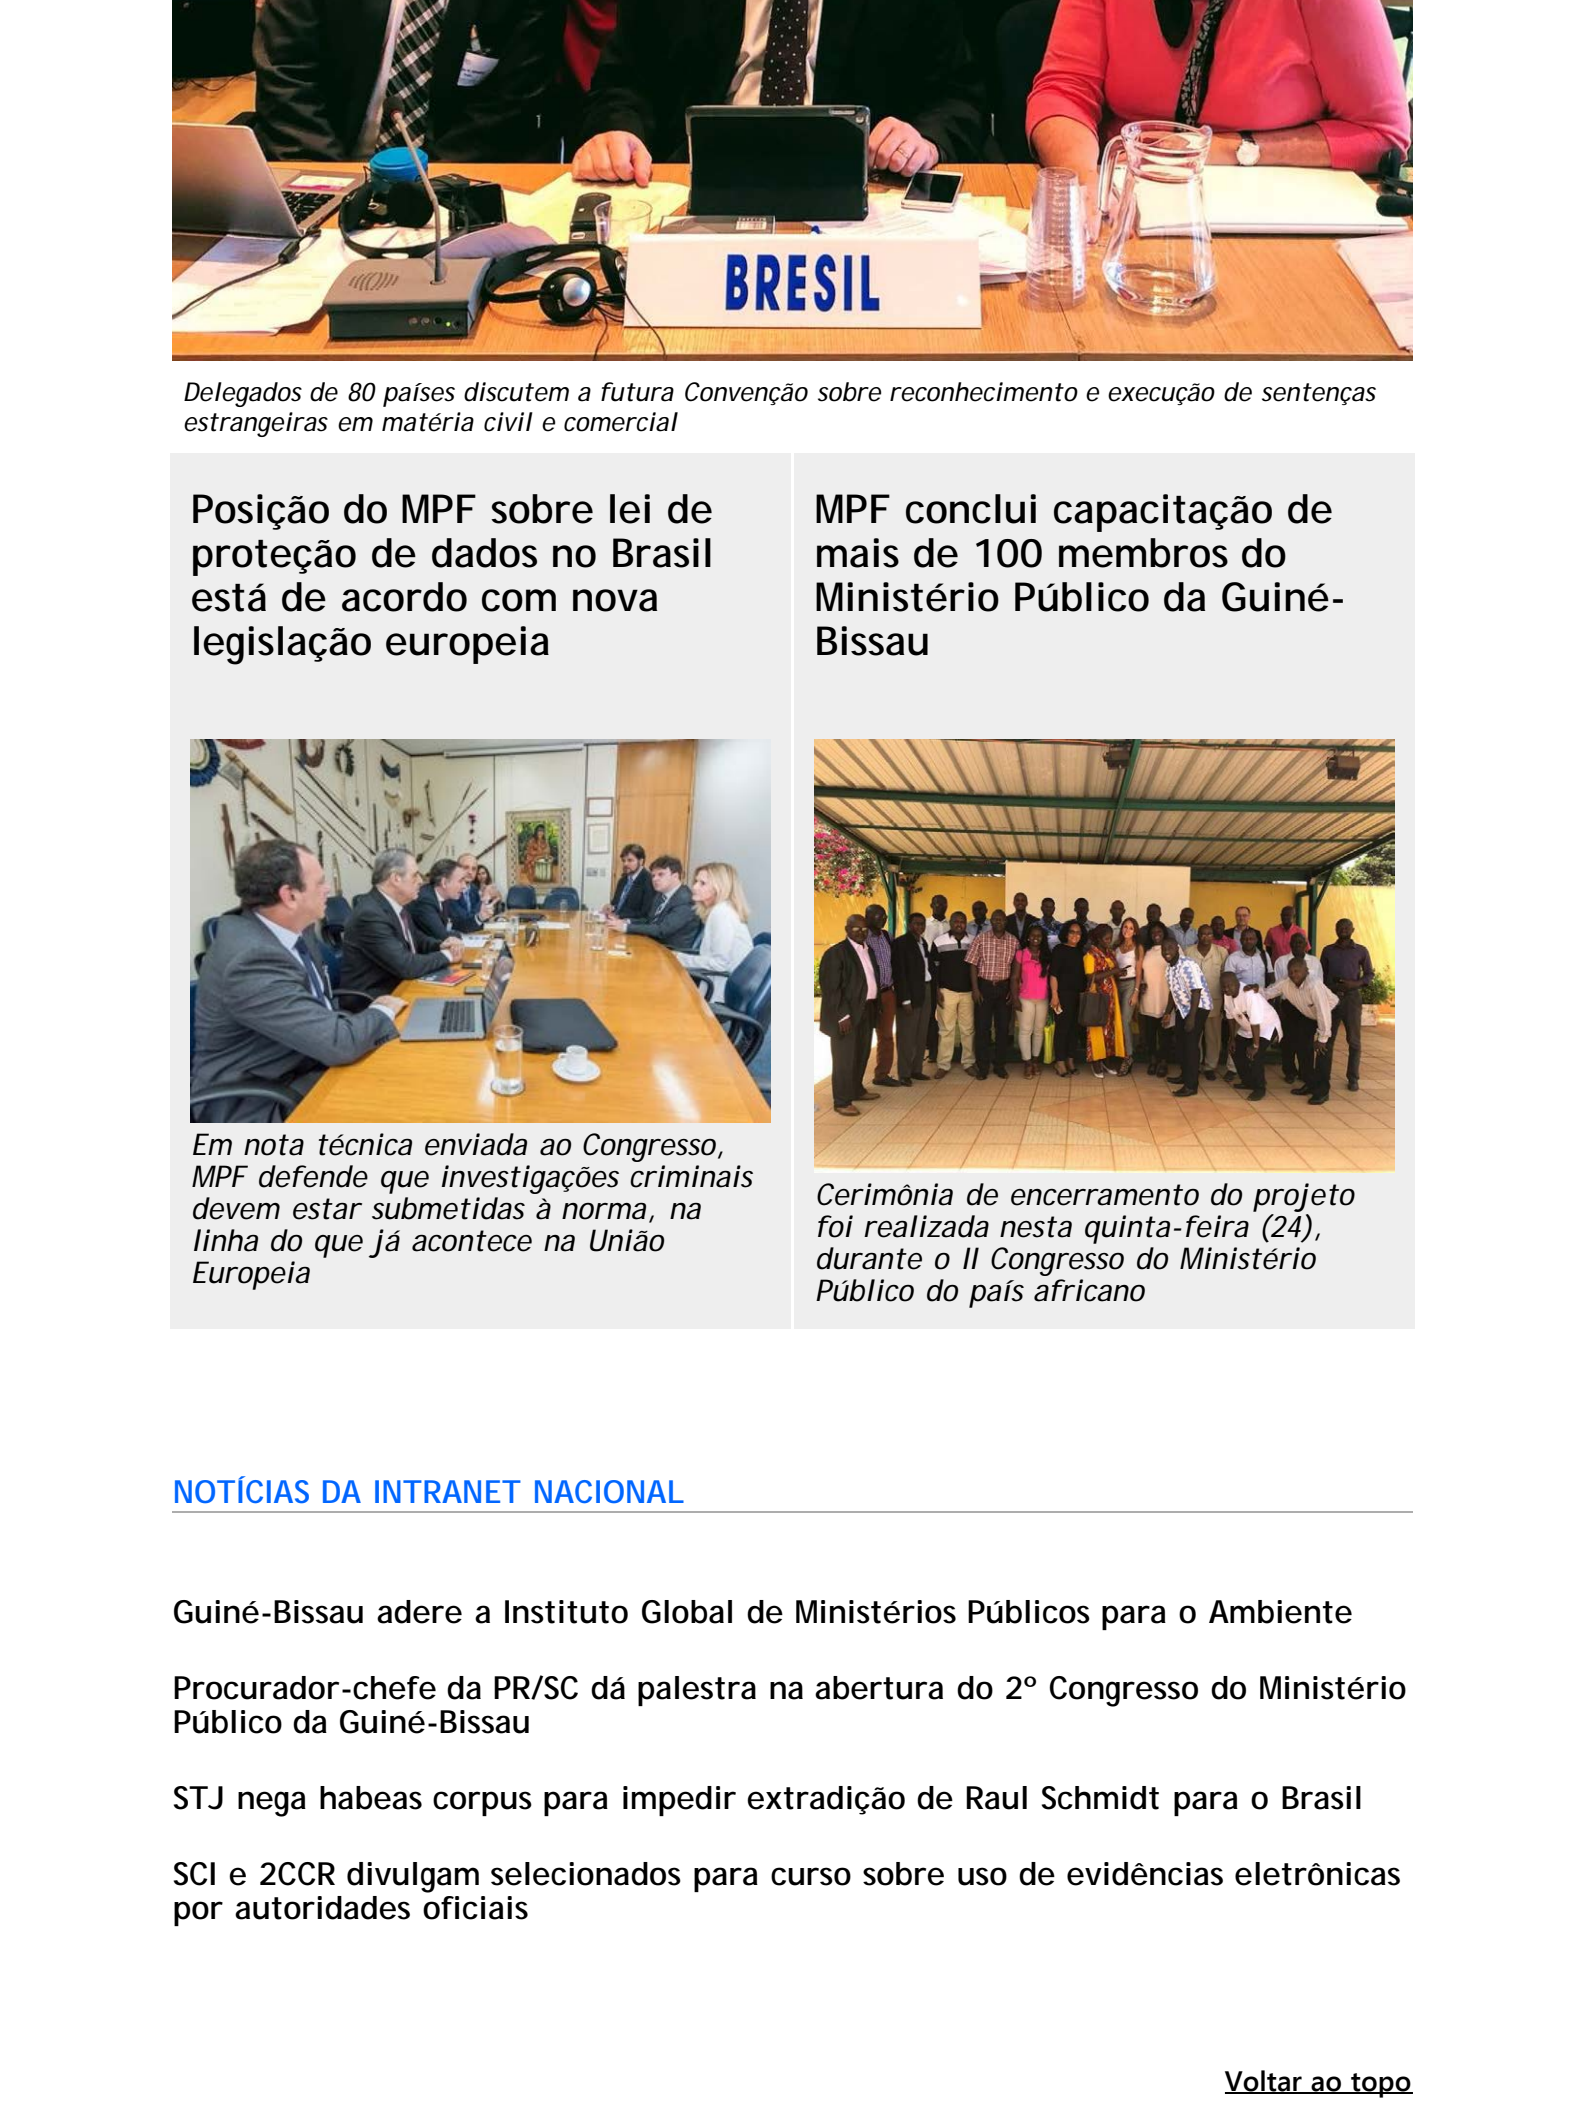 BRESIL
Delegados de 80 países discutem a futura Convenção sobre reconhecimento e execução de sentenças
estrangeiras em matéria civil e comercial
Posição do MPF sobre lei de
proteção de dados no Brasil
está de acordo com nova
legislação europeia
Em nota técnica enviada ao Congresso,
MPF defende que investigações criminais
devem estar submetidas à norma, na
linha do que já acontece na União
Europeia
MPF conclui capacitação de
mais de 100 membros do
Ministério Público da Guiné-
Bissau
Cerimônia de encerramento do projeto
foi realizada nesta quinta-feira (24),
durante o II Congresso do Ministério
Público do país africano
NOTÍCIAS DA INTRANET NACIONAL
Guiné-Bissau adere a Instituto Global de Ministérios Públicos para o Ambiente
Procurador-chefe da PR/SC dá palestra na abertura do 2º Congresso do Ministério
Público da Guiné-Bissau
STJ nega habeas corpus para impedir extradição de Raul Schmidt para o Brasil
SCI e 2CCR divulgam selecionados para curso sobre uso de evidências eletrônicas
por autoridades oficiais
Voltar ao topo